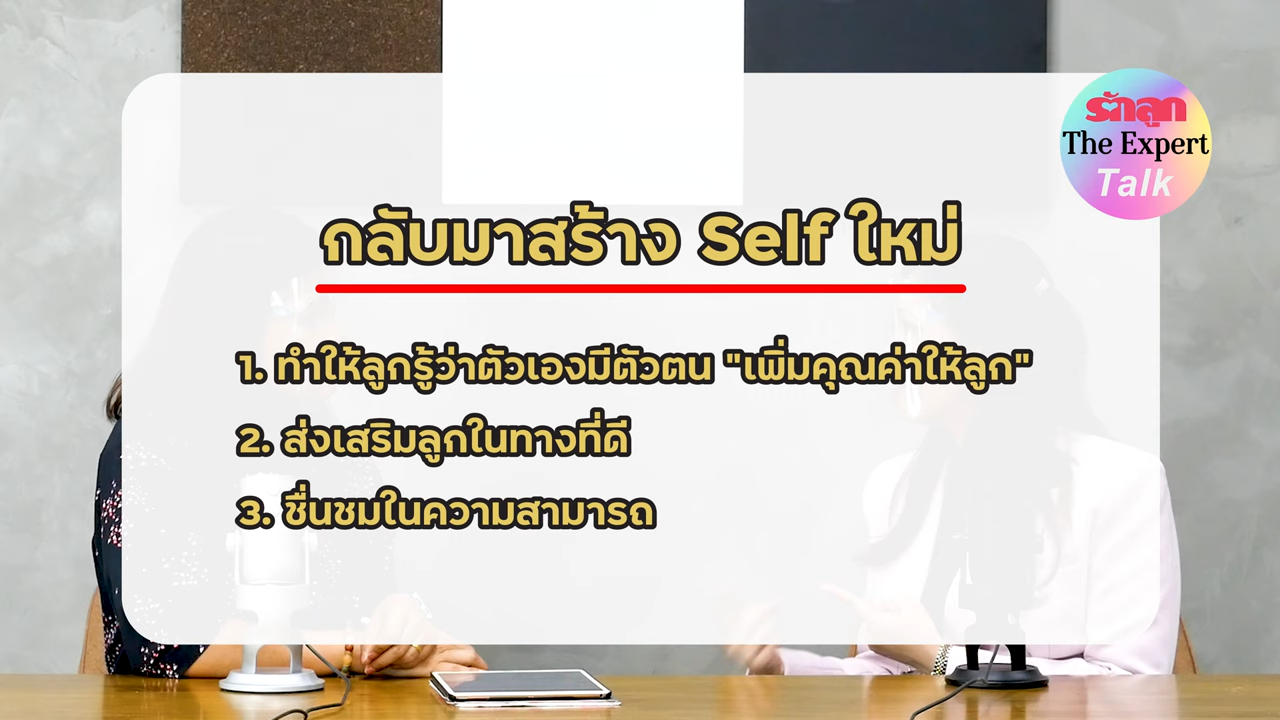 รักลูก
The Expert
Talk
กลับมาสร้าง Self ใหม่
1. ทำให้ลูกรู้ว่าตัวเองมีตัวตน "เพิ่มคุณค่าให้ลูก"
2. ส่งเสริมลูกในทางที่ดี
3. ชื่นชมในความสามารถ